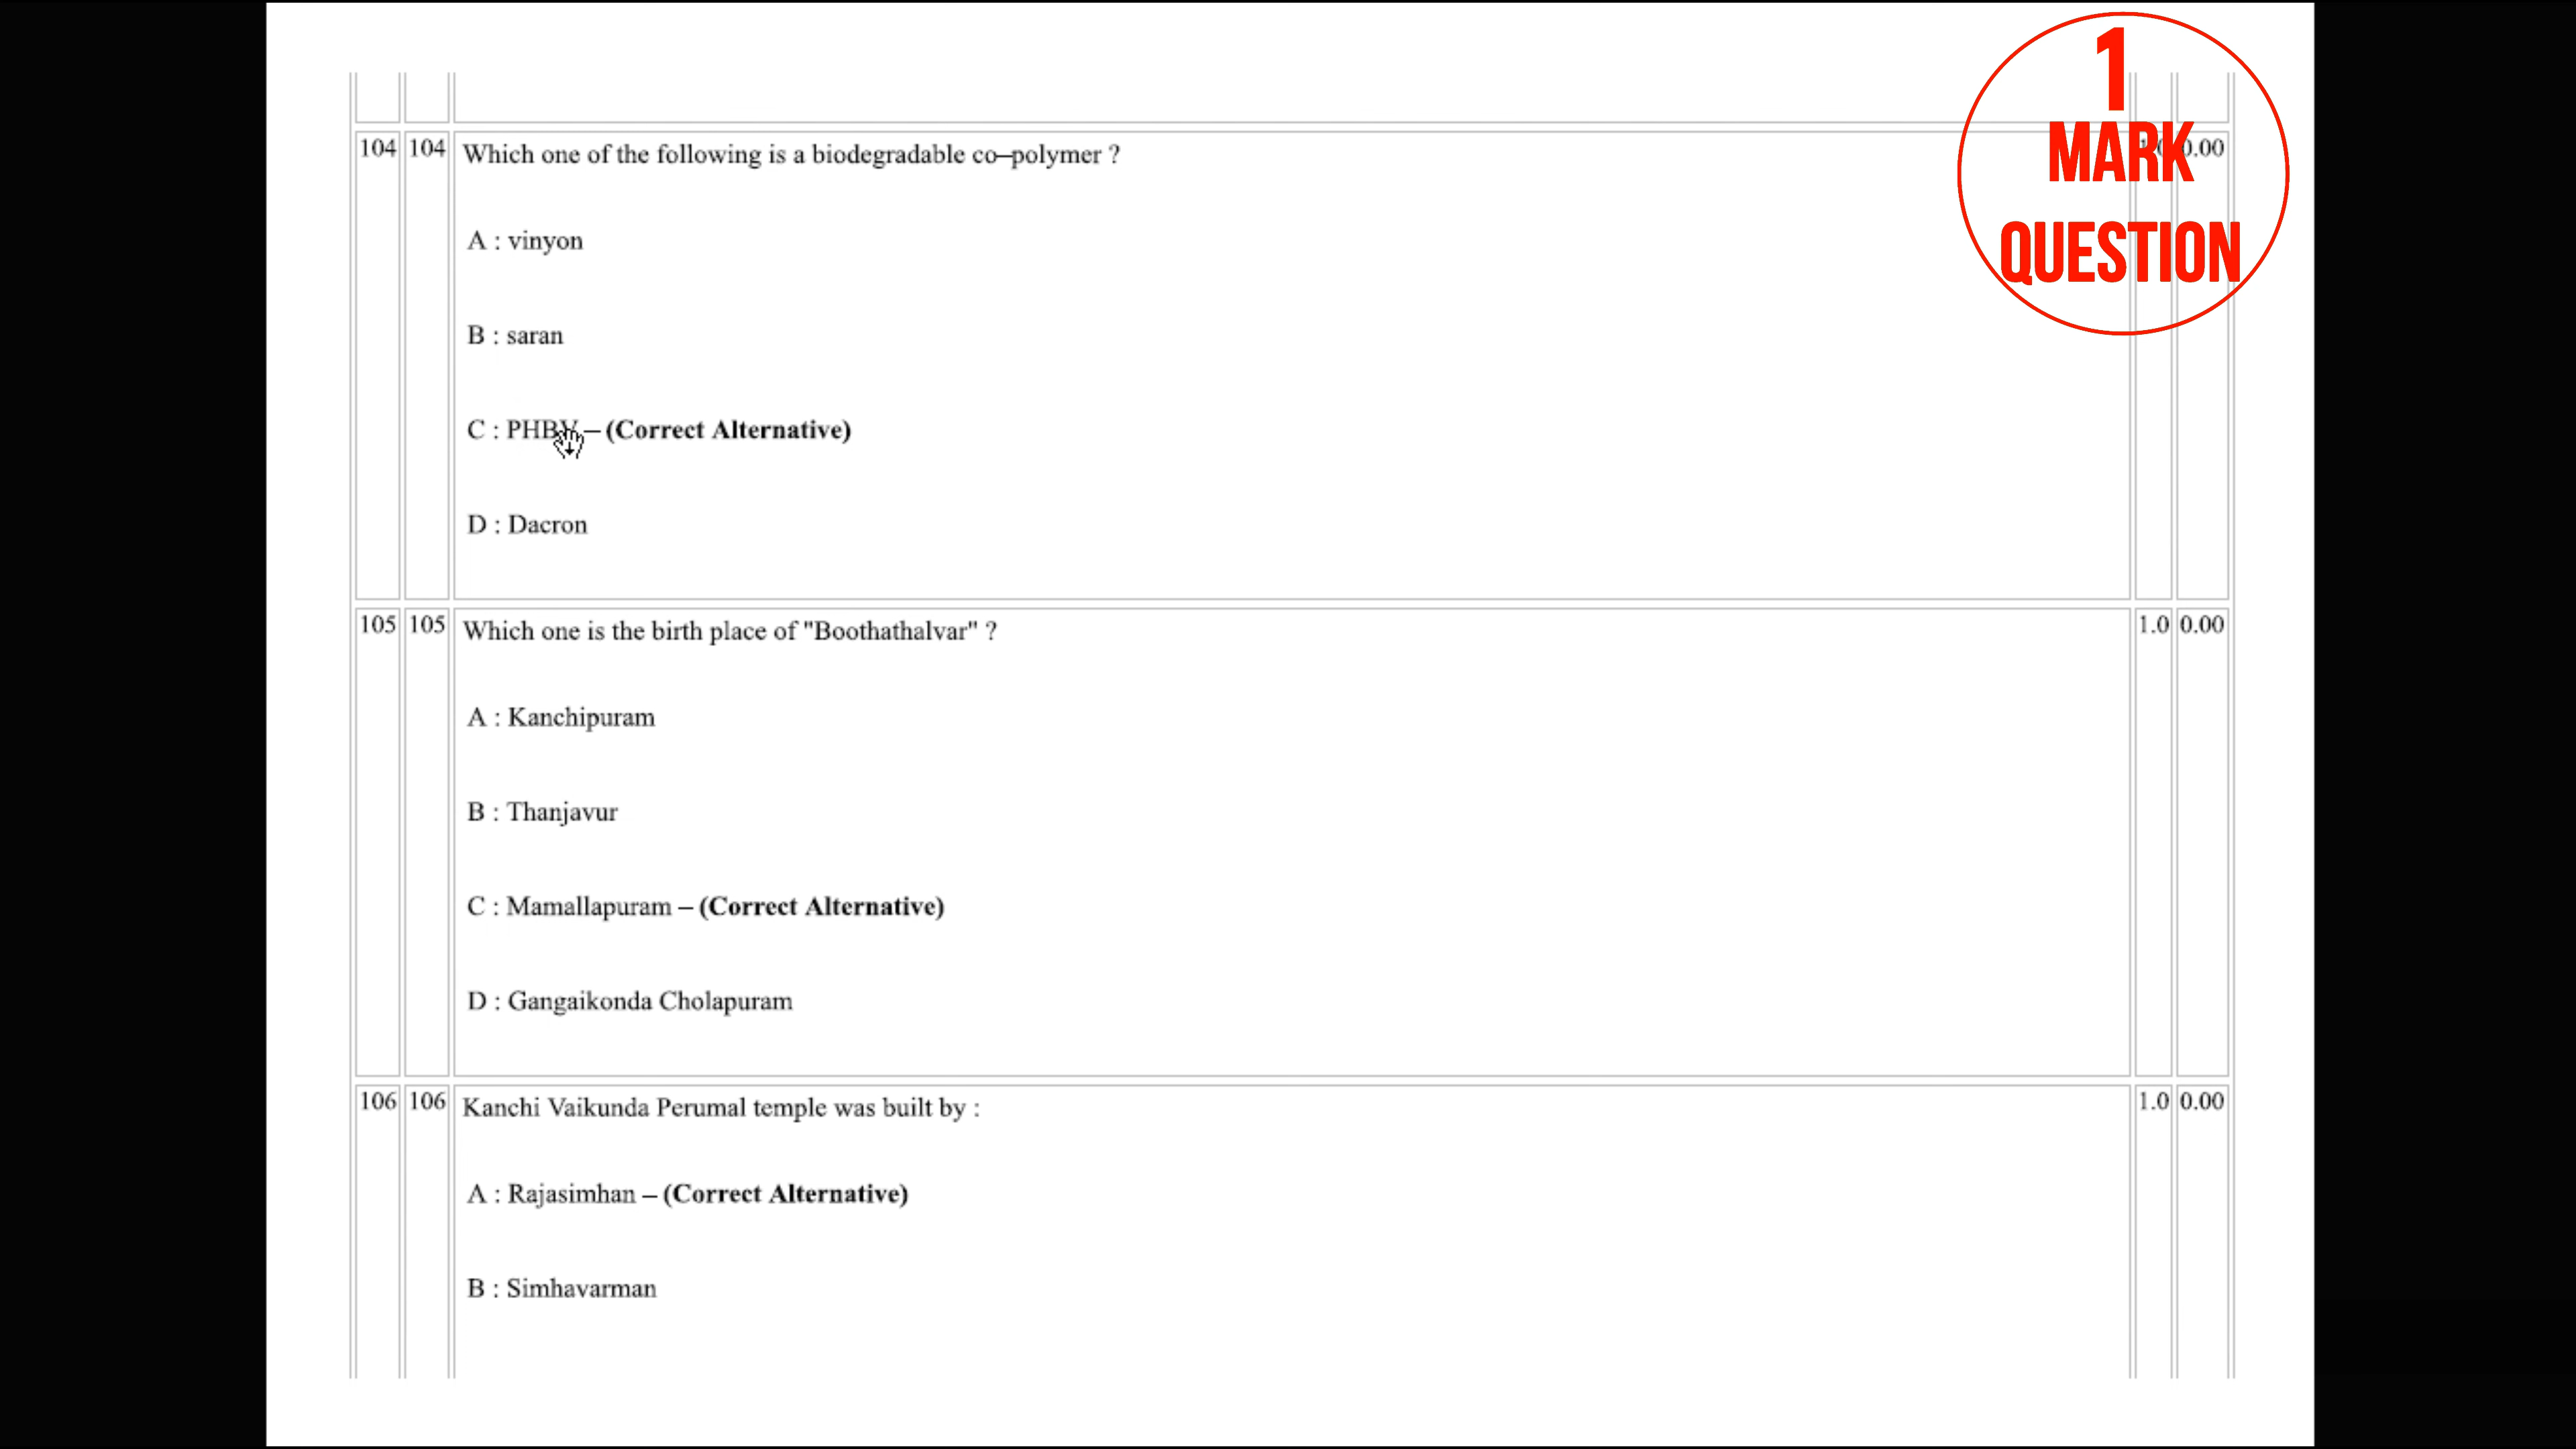 1
MARK
QUESTION
104 104 Which one of the following is a biodegradable co–polymer ? 0.00
A : vinyon
B : saran
C : PHBV – (Correct Alternative)
D : Dacron
105 105 Which one is the birth place of "Boothathalvar" ? 1.0 0.00
A : Kanchipuram
B : Thanjavur
C : Mamallapuram – (Correct Alternative)
D : Gangaikonda Cholapuram
106 106 Kanchi Vaikunda Perumal temple was built by : 1.0 0.00
A : Rajasimhan – (Correct Alternative)
B : Simhavarman